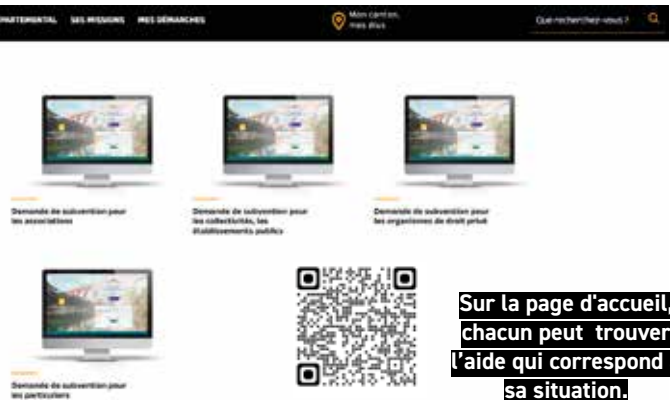 PARTEMENTAL SES MISSIONS MES DÉMARCHES
Mon canton,
mes élus
Que recherchez-vous ?
Demande de subvention pour
les associations
Demande de subvention pour
les collectivités, les
établissements publics
Demande de subvention pour
les organismes de droit privé
Demande de subvention pour
les particuliers
Sur la page d'accueil,
chacun peut trouver
l'aide qui correspond
sa situation.